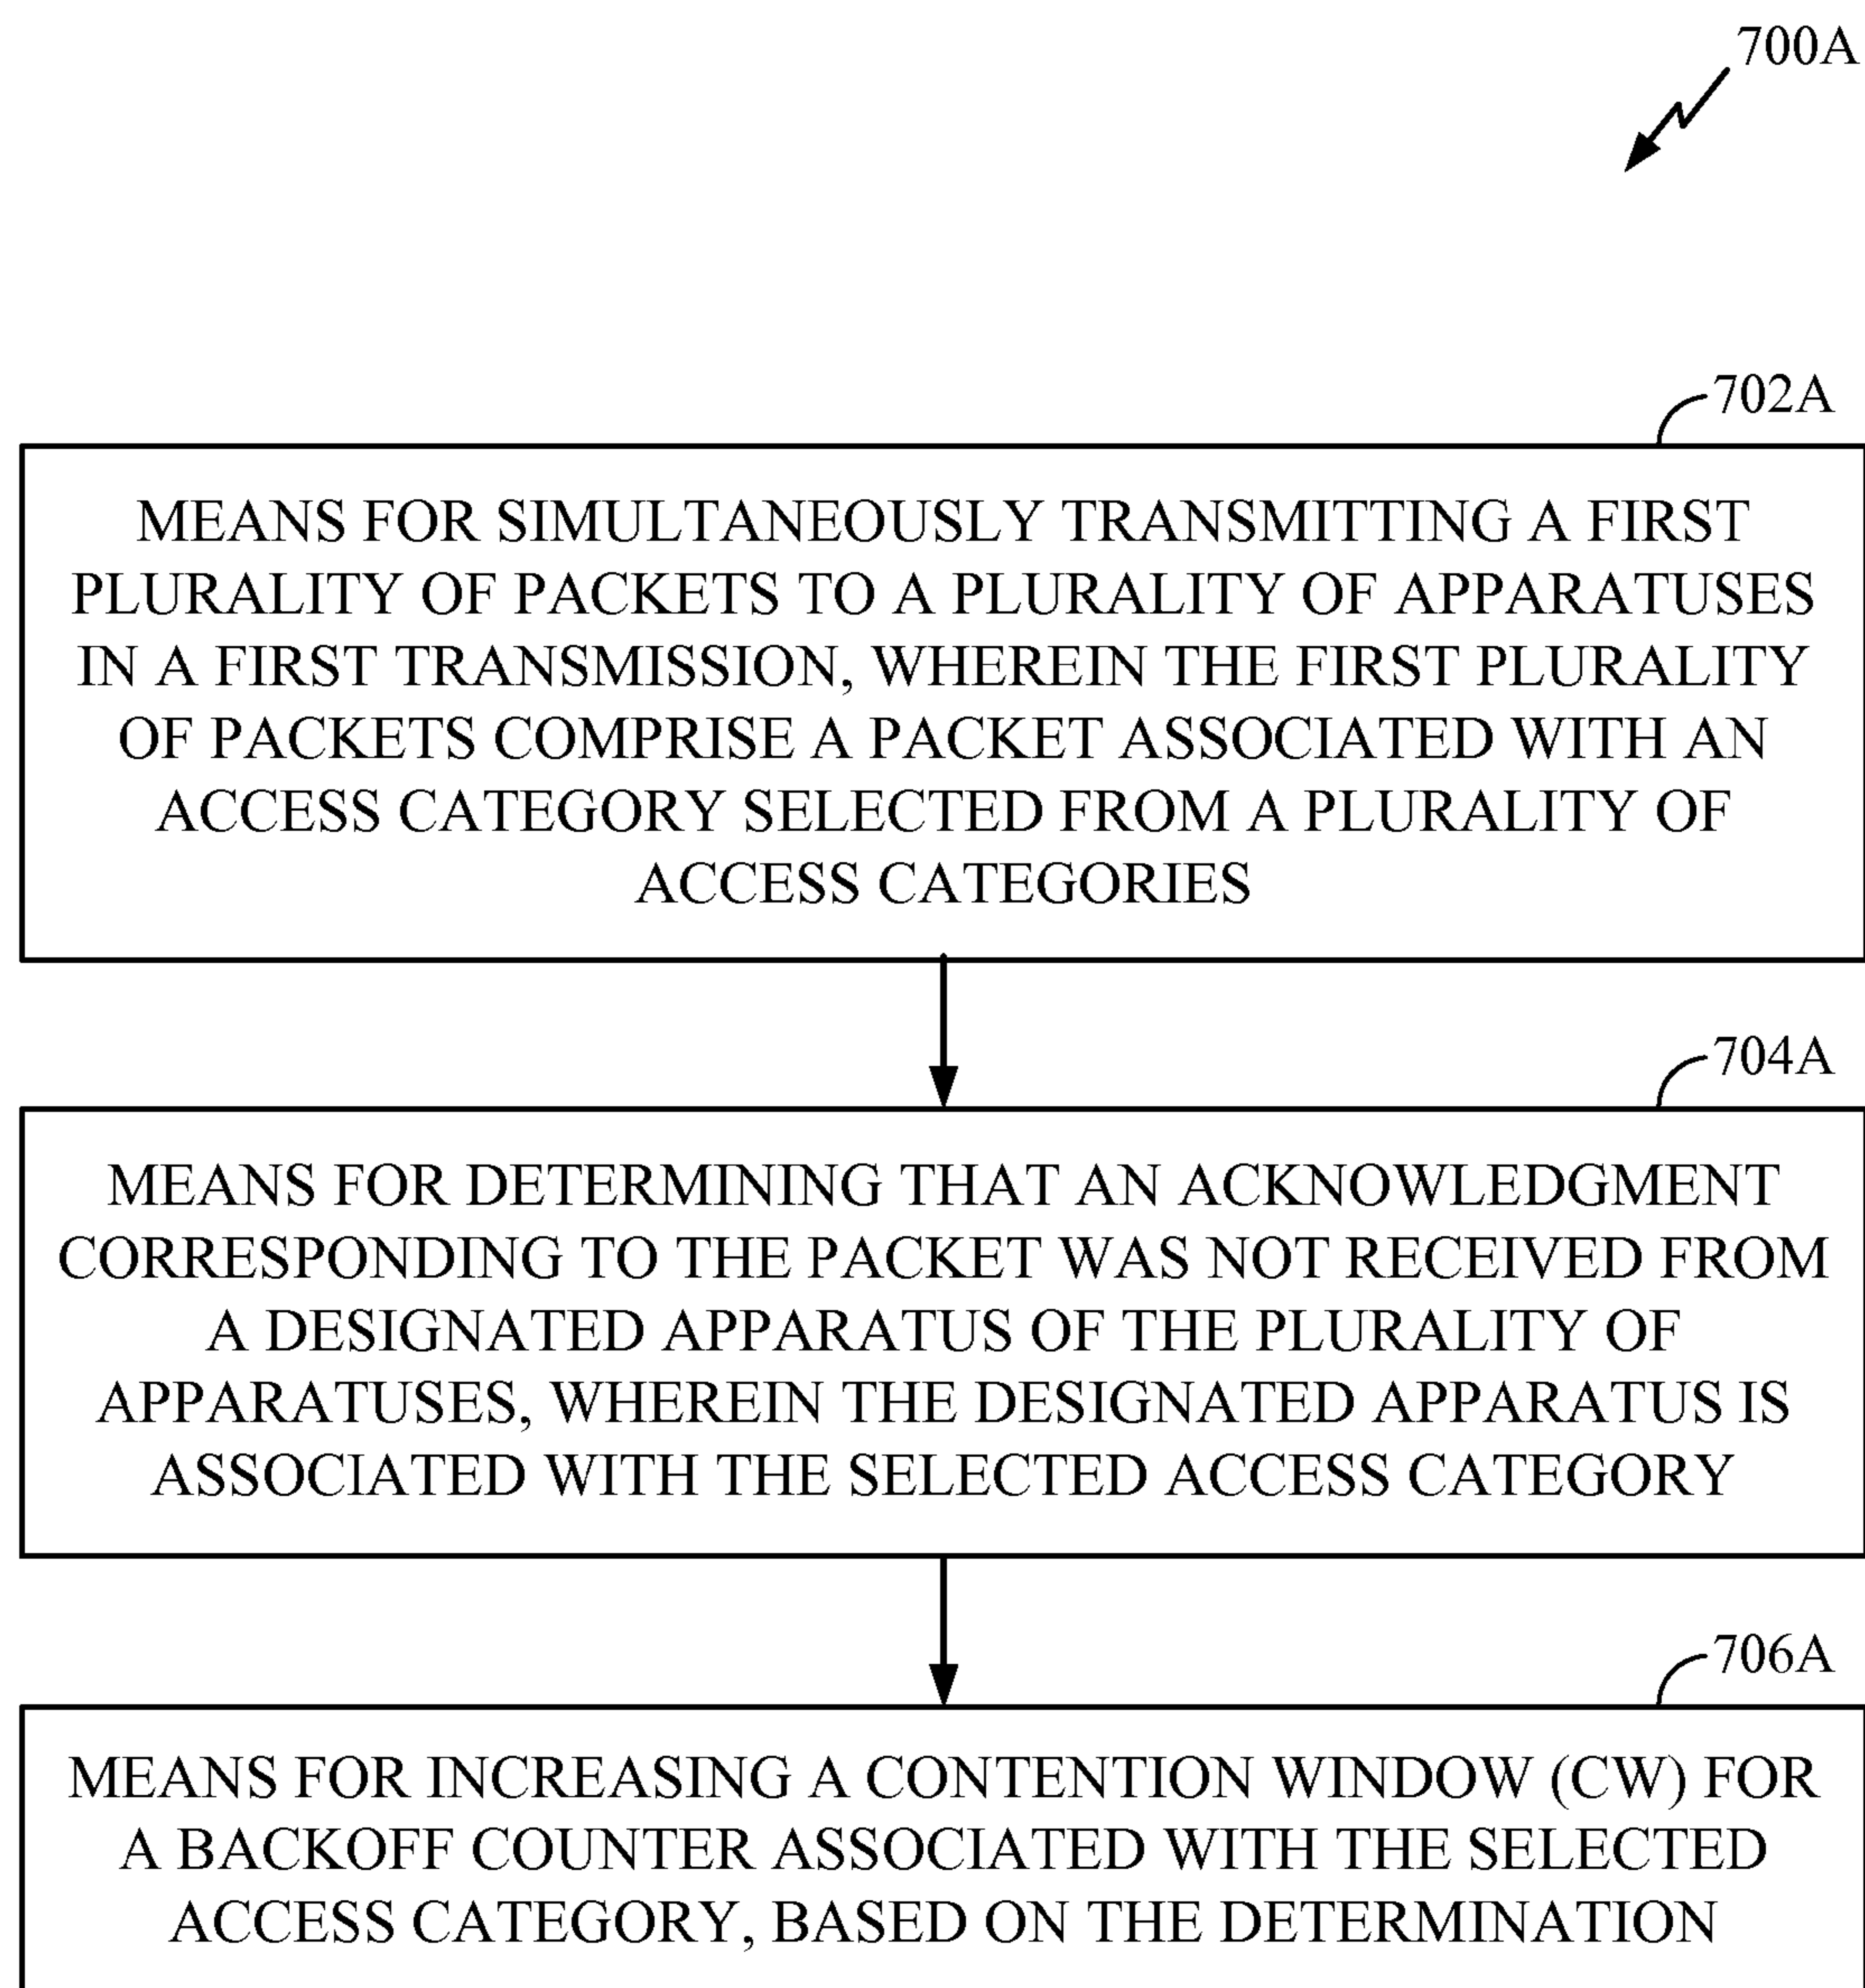 700A
702A
MEANS FOR SIMULTANEOUSLY TRANSMITTING A FIRST
PLURALITY OF PACKETS TO A PLURALITY OF APPARATUSES
IN A FIRST TRANSMISSION, WHEREIN THE FIRST PLURALITY
OF PACKETS COMPRISE A PACKET ASSOCIATED WITH AN
ACCESS CATEGORY SELECTED FROM A PLURALITY OF
ACCESS CATEGORIES
704A
MEANS FOR DETERMINING THAT AN ACKNOWLEDGMENT
CORRESPONDING TO THE PACKET WAS NOT RECEIVED FROM
A DESIGNATED APPARATUS OF THE PLURALITY OF
APPARATUSES, WHEREIN THE DESIGNATED APPARATUS IS
ASSOCIATED WITH THE SELECTED ACCESS CATEGORY
706A
MEANS FOR INCREASING A CONTENTION WINDOW (CW) FOR
A BACKOFF COUNTER ASSOCIATED WITH THE SELECTED
ACCESS CATEGORY, BASED ON THE DETERMINATION